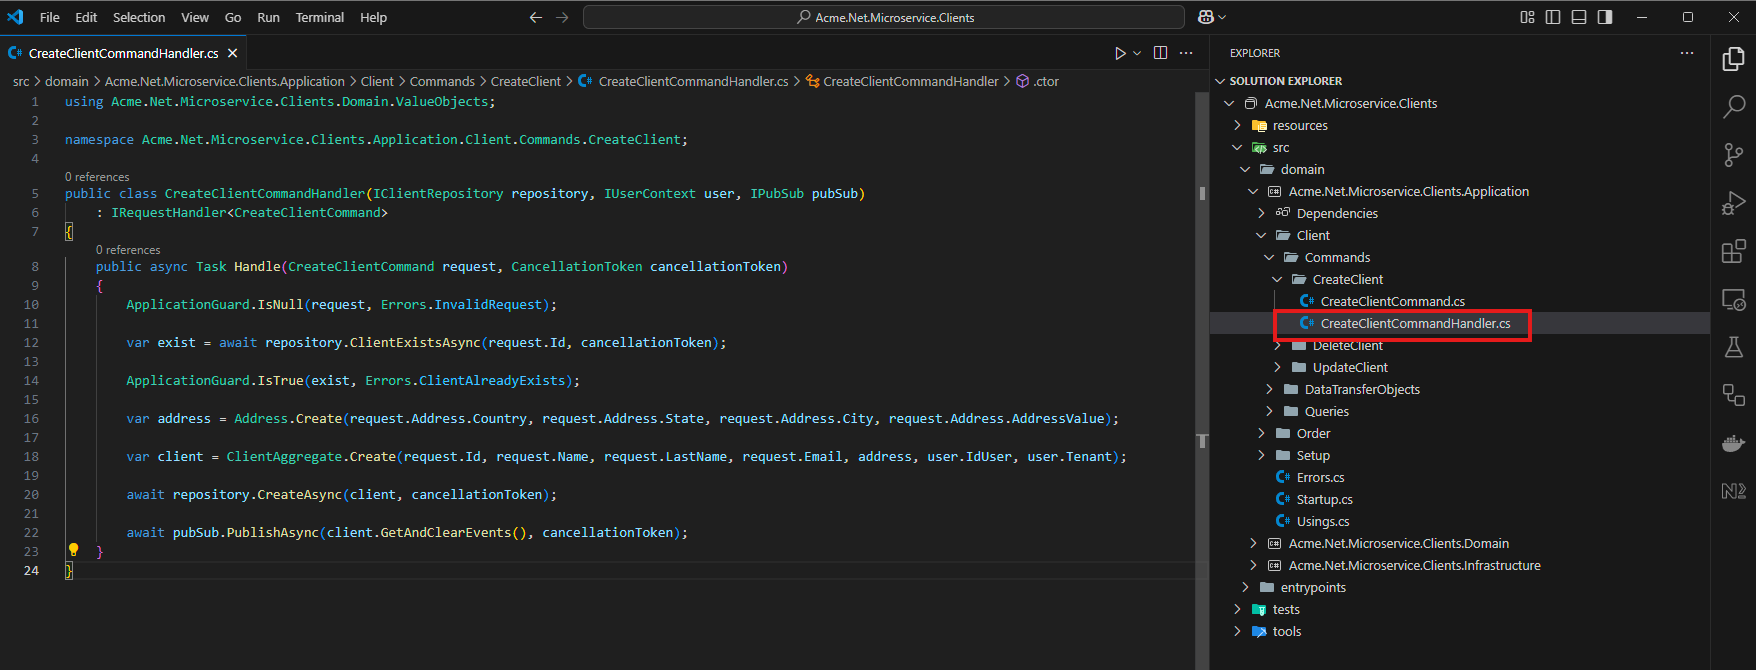 File Edit Selection View Go Run Terminal Help
Acme.Net.Microservice.Clients
CreateClientCommandHandler.cs
src > domain > Acme.Net.Microservice.Clients.Application > Client > Commands > CreateClient > CreateClientCommandHandler.cs > CreateClientCommandHandler > .ctor
1 using Acme.Net.Microservice.Clients.Domain.ValueObjects;
2
3 namespace Acme.Net.Microservice.Clients.Application.Client.Commands.CreateClient;
4
0 references
5 public class CreateClientCommandHandler(IClientRepository repository, IUserContext user, IPubSub pubSub)
6 : IRequestHandler<CreateClientCommand>
7 {
0 references
8 public async Task Handle(CreateClientCommand request, CancellationToken cancellationToken)
9 {
10 ApplicationGuard.IsNull(request, Errors.InvalidRequest);
11
12 var exist = await repository.ClientExistsAsync(request.Id, cancellationToken);
13
14 ApplicationGuard.IsTrue(exist, Errors.ClientAlreadyExists);
15
16 var address = Address.Create(request.Address.Country, request.Address.State, request.Address.City, request.Address.AddressValue);
17
18 var client = ClientAggregate.Create(request.Id, request.Name, request.LastName, request.Email, address, user.IdUser, user.Tenant);
19
20 await repository.CreateAsync(client, cancellationToken);
21
22 await pubSub.PublishAsync(client.GetAndClearEvents(), cancellationToken);
23 }
24 }
EXPLORER
SOLUTION EXPLORER
Acme.Net.Microservice.Clients
resources
src
domain
Acme.Net.Microservice.Clients.Application
Dependencies
Client
Commands
CreateClient
CreateClientCommand.cs
CreateClientCommandHandler.cs
DeleteClient
UpdateClient
DataTransferObjects
Queries
Order
Setup
Errors.cs
Startup.cs
Usings.cs
Acme.Net.Microservice.Clients.Domain
Acme.Net.Microservice.Clients.Infrastructure
entrypoints
tests
tools